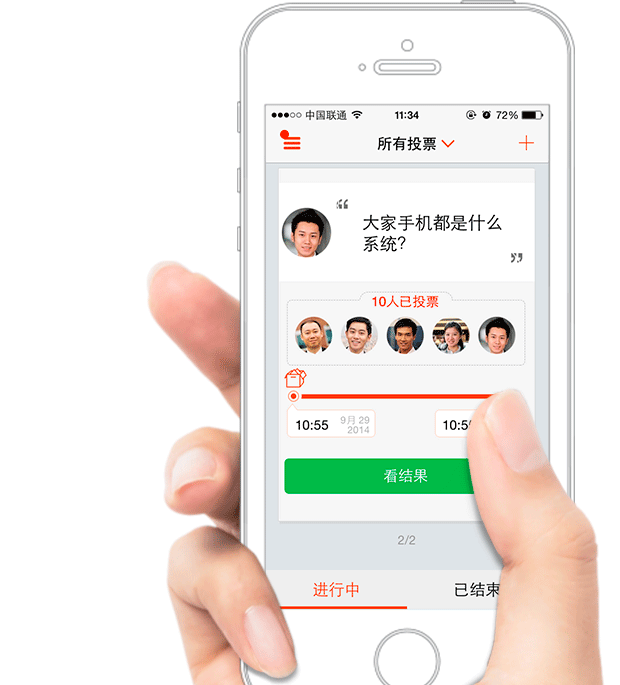 中国联通 11:34 72%
所有投票
大家手机都是什么
系统?
10人已投票
10:55 9月 29
2014
10:5
看结果
2/2
进行中 已结束